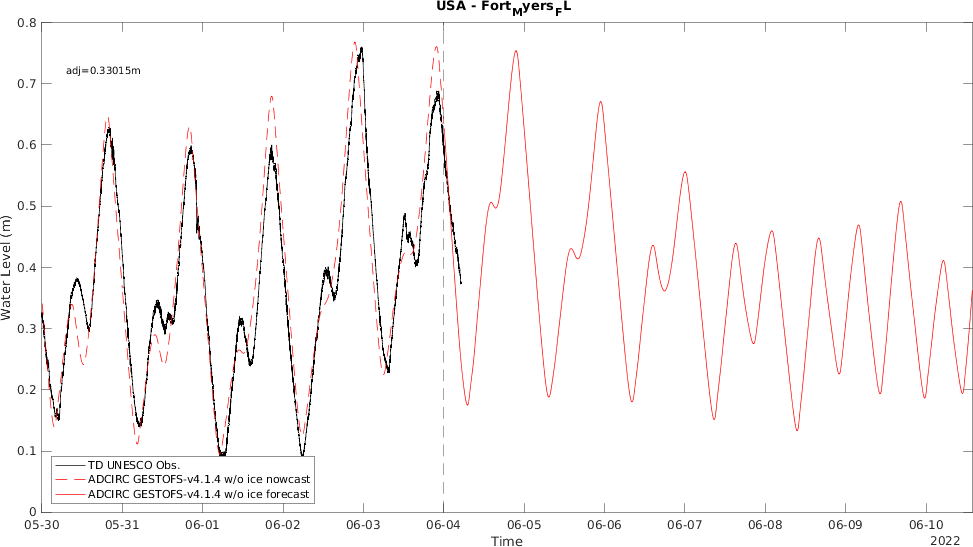 USA - Fort_Myers_FL
0.8
0.7
0.6
0.5
0.4
0.3
0.2
0.1
0
Water Level (m)
adj=0.33015m
TD UNESCO Obs.
ADCIRC GESTOFS-v4.1.4 w/o ice nowcast
ADCIRC GESTOFS-v4.1.4 w/o ice forecast
05-30 05-31 06-01 06-02 06-03 06-04 06-05 06-06 06-07 06-08 06-09 06-10
Time
2022